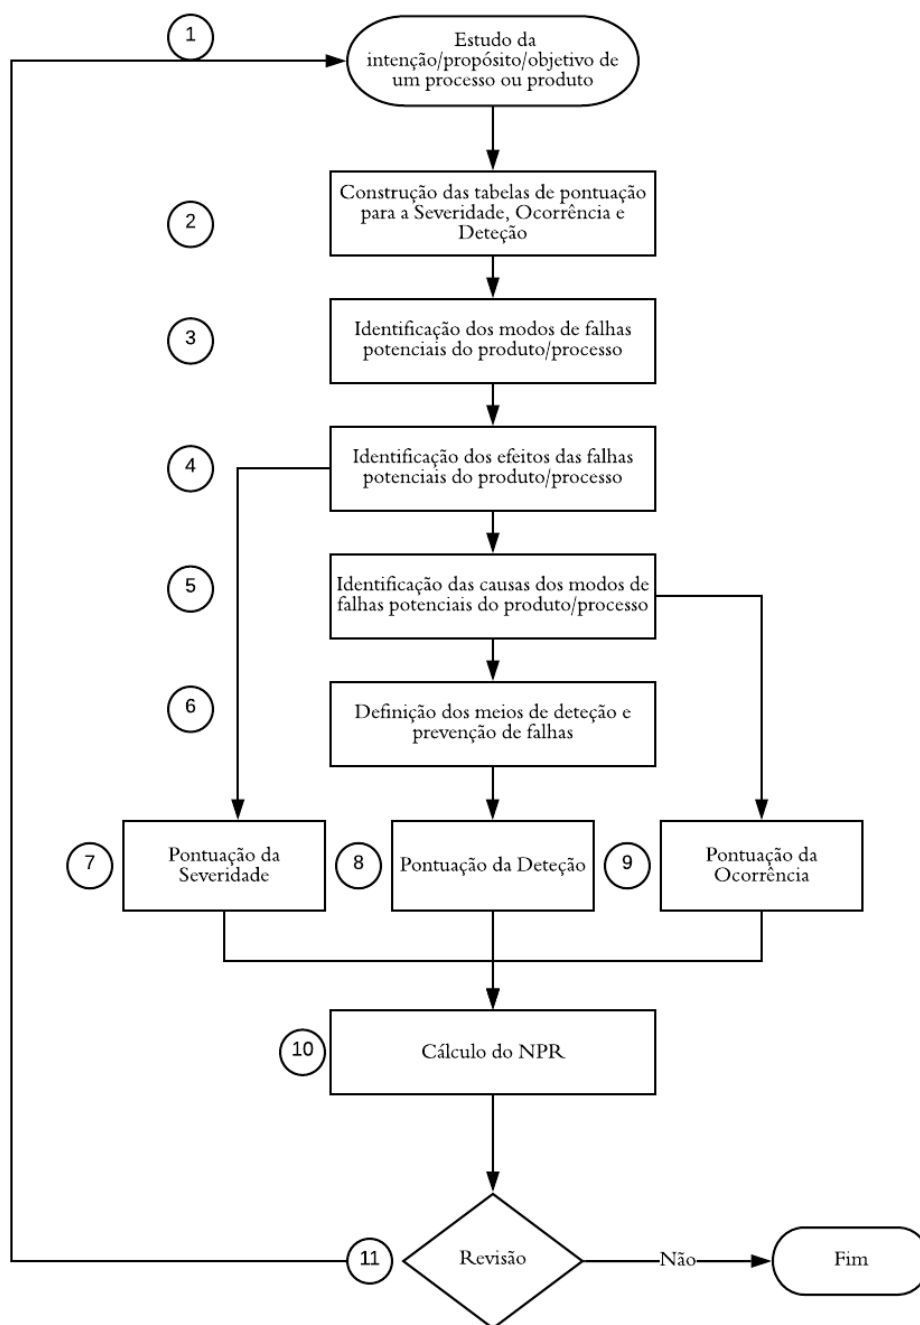 1
Estudo da
intenção/propósito/objetivo de
um processo ou produto
2
Construção das tabelas de pontuação
para a Severidade, Ocorrência e
Deteção
3
Identificação dos modos de falhas
potenciais do produto/processo
4
Identificação dos efeitos das falhas
potenciais do produto/processo
5
Identificação das causas dos modos de
falhas potenciais do produto/processo
6
Definição dos meios de deteção e
prevenção de falhas
7
Pontuação da
Severidade
8
Pontuação da Deteção
9
Pontuação da
Ocorrência
10
Cálculo do NPR
11
Revisão
Não
Fim